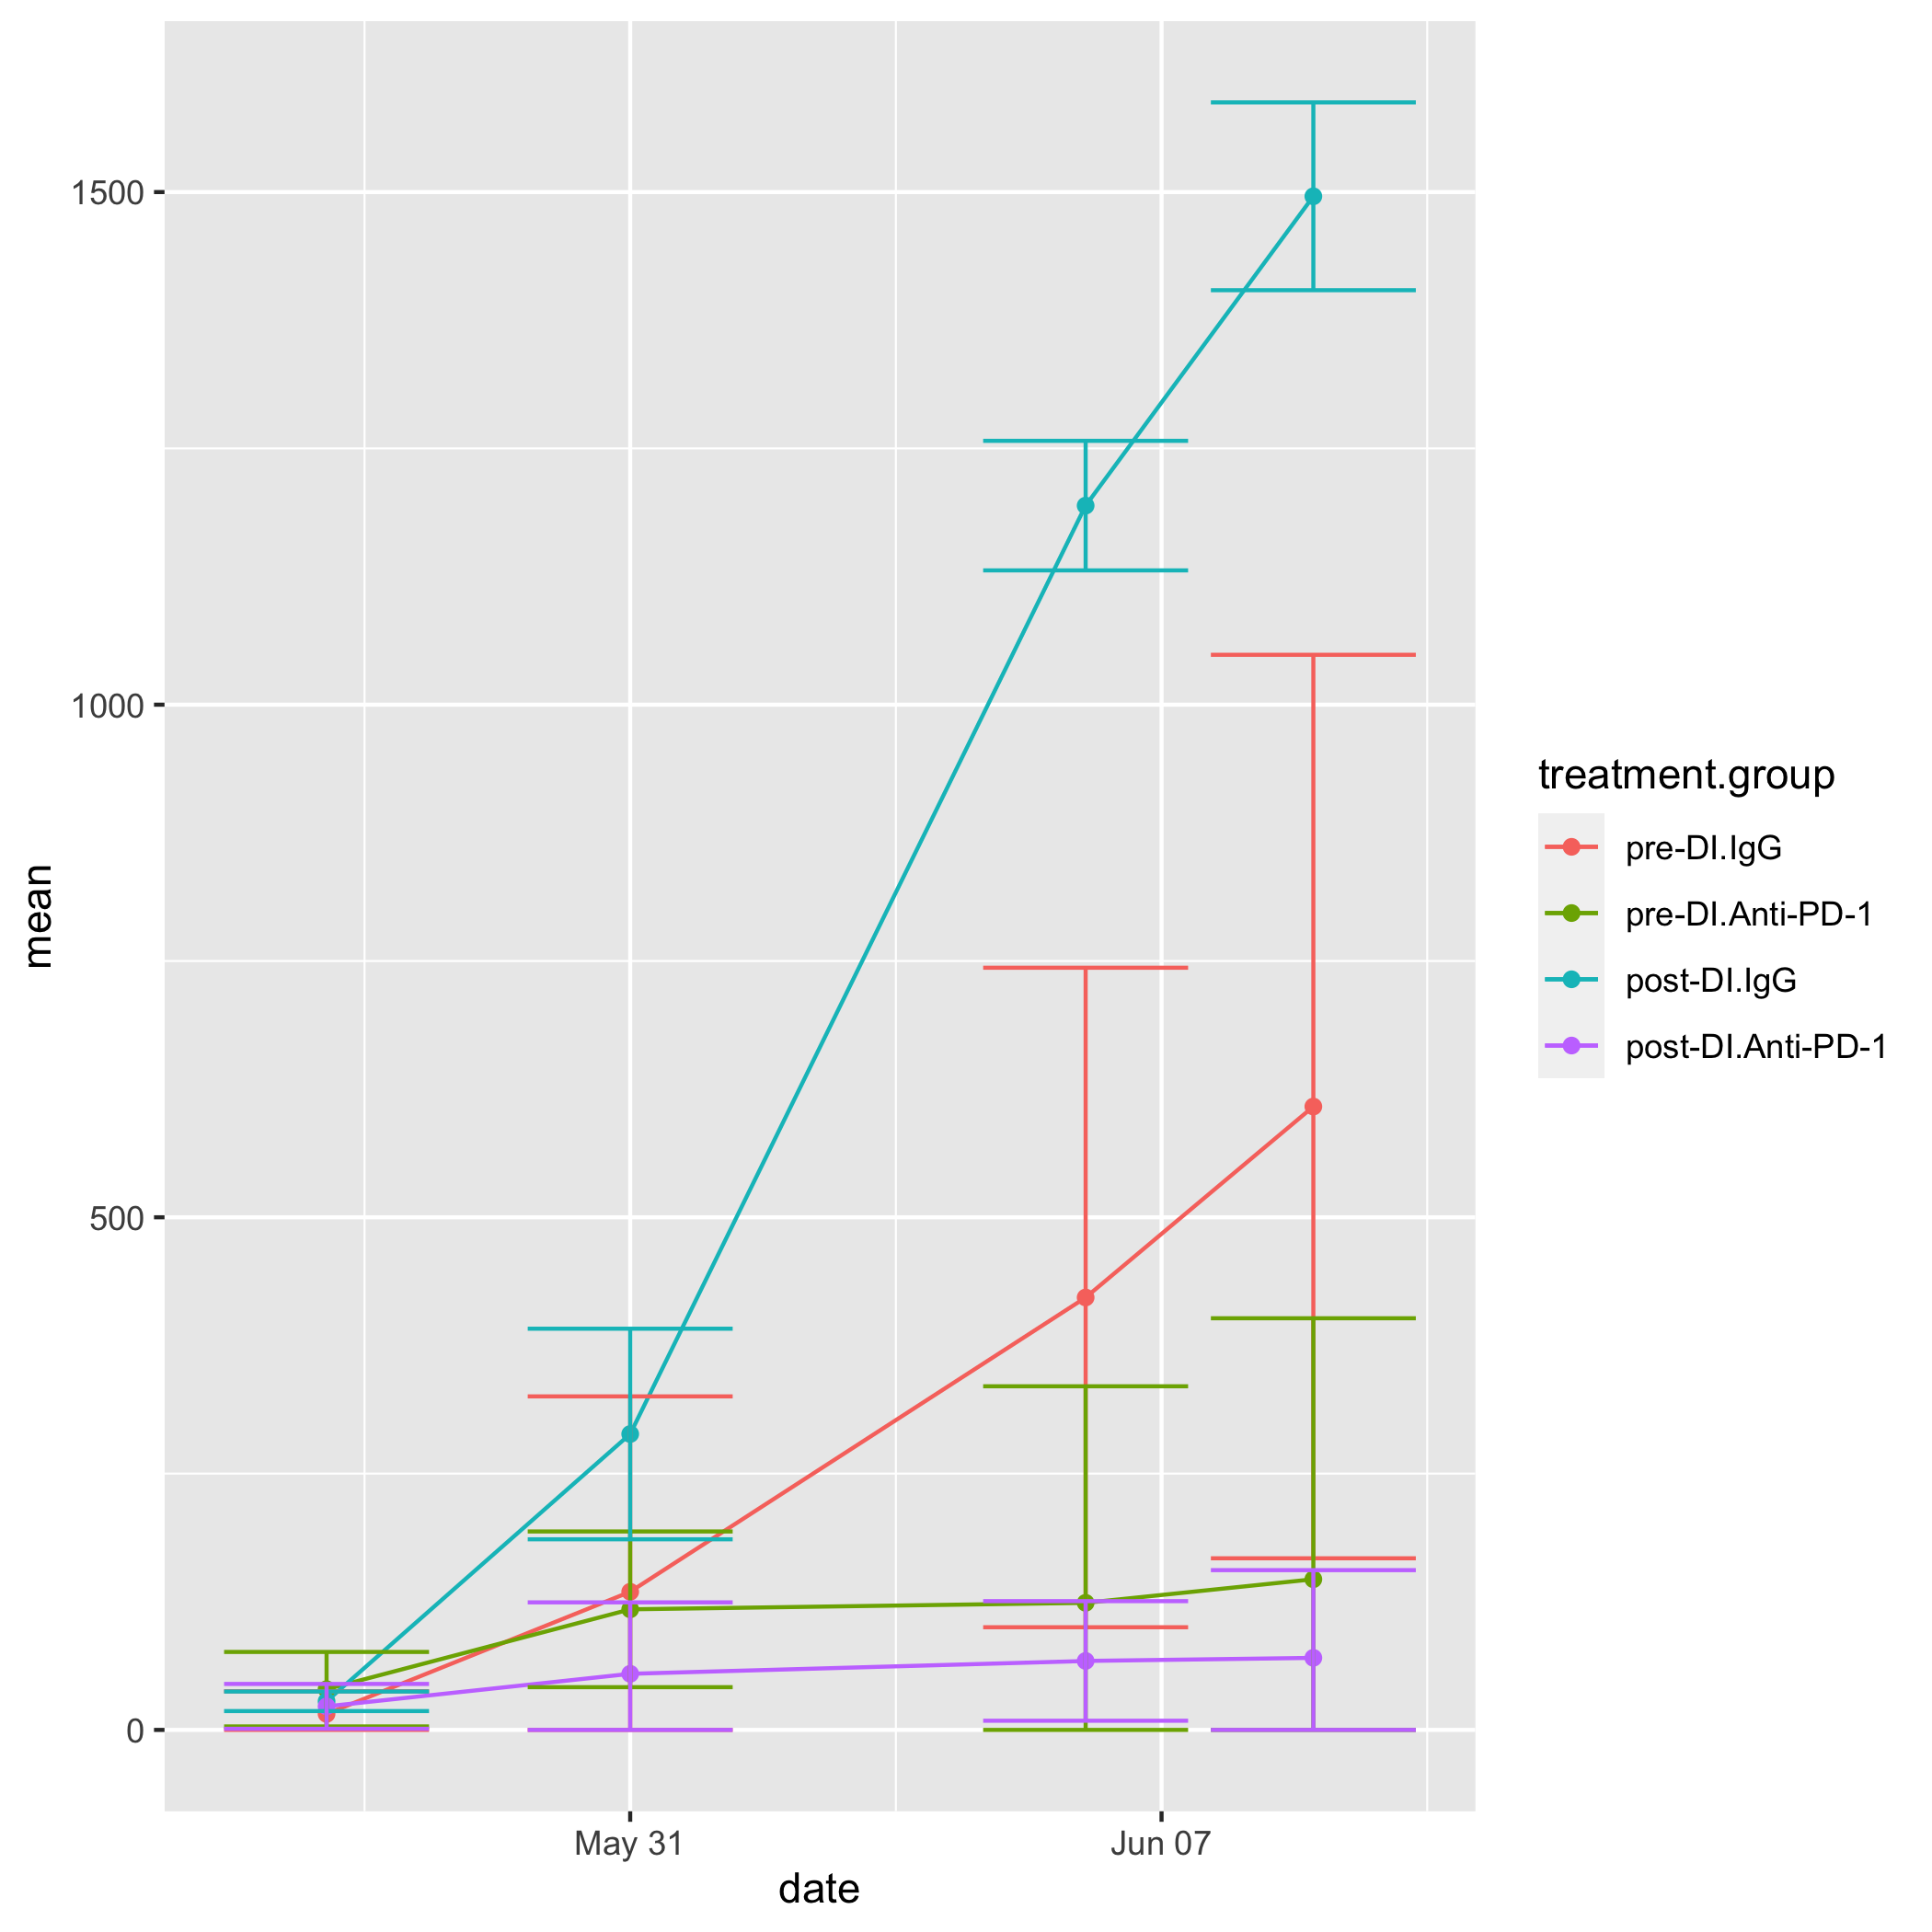 1500
1000
500
0
mean
May 31
Jun 07
date
treatment.group
pre-DI.IgG
pre-DI.Anti-PD-1
post-DI.IgG
post-DI.Anti-PD-1